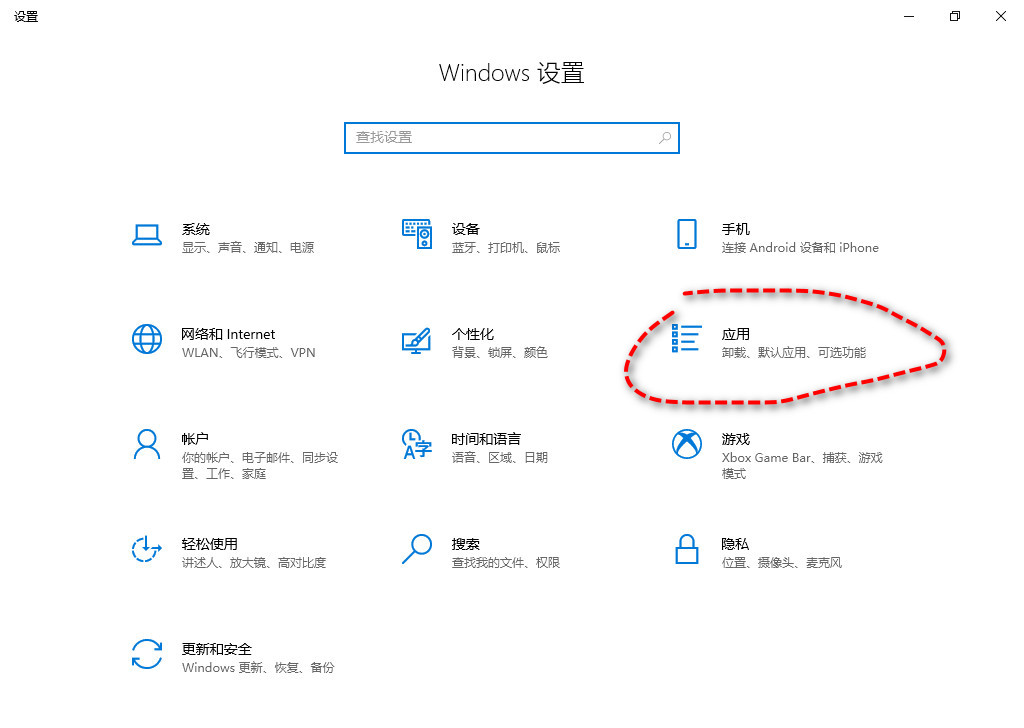 设置
Windows 设置
查找设置
系统
显示、声音、通知、电源
设备
蓝牙、打印机、鼠标
手机
连接 Android 设备和 iPhone
网络和 Internet
WLAN、飞行模式、VPN
个性化
背景、锁屏、颜色
应用
卸载、默认应用、可选功能
帐户
你的帐户、电子邮件、同步设
置、工作、家庭
时间和语言
语音、区域、日期
游戏
Xbox Game Bar、捕获、游戏
模式
轻松使用
讲述人、放大镜、高对比度
搜索
查找我的文件、权限
隐私
位置、摄像头、麦克风
更新和安全
Windows 更新、恢复、备份